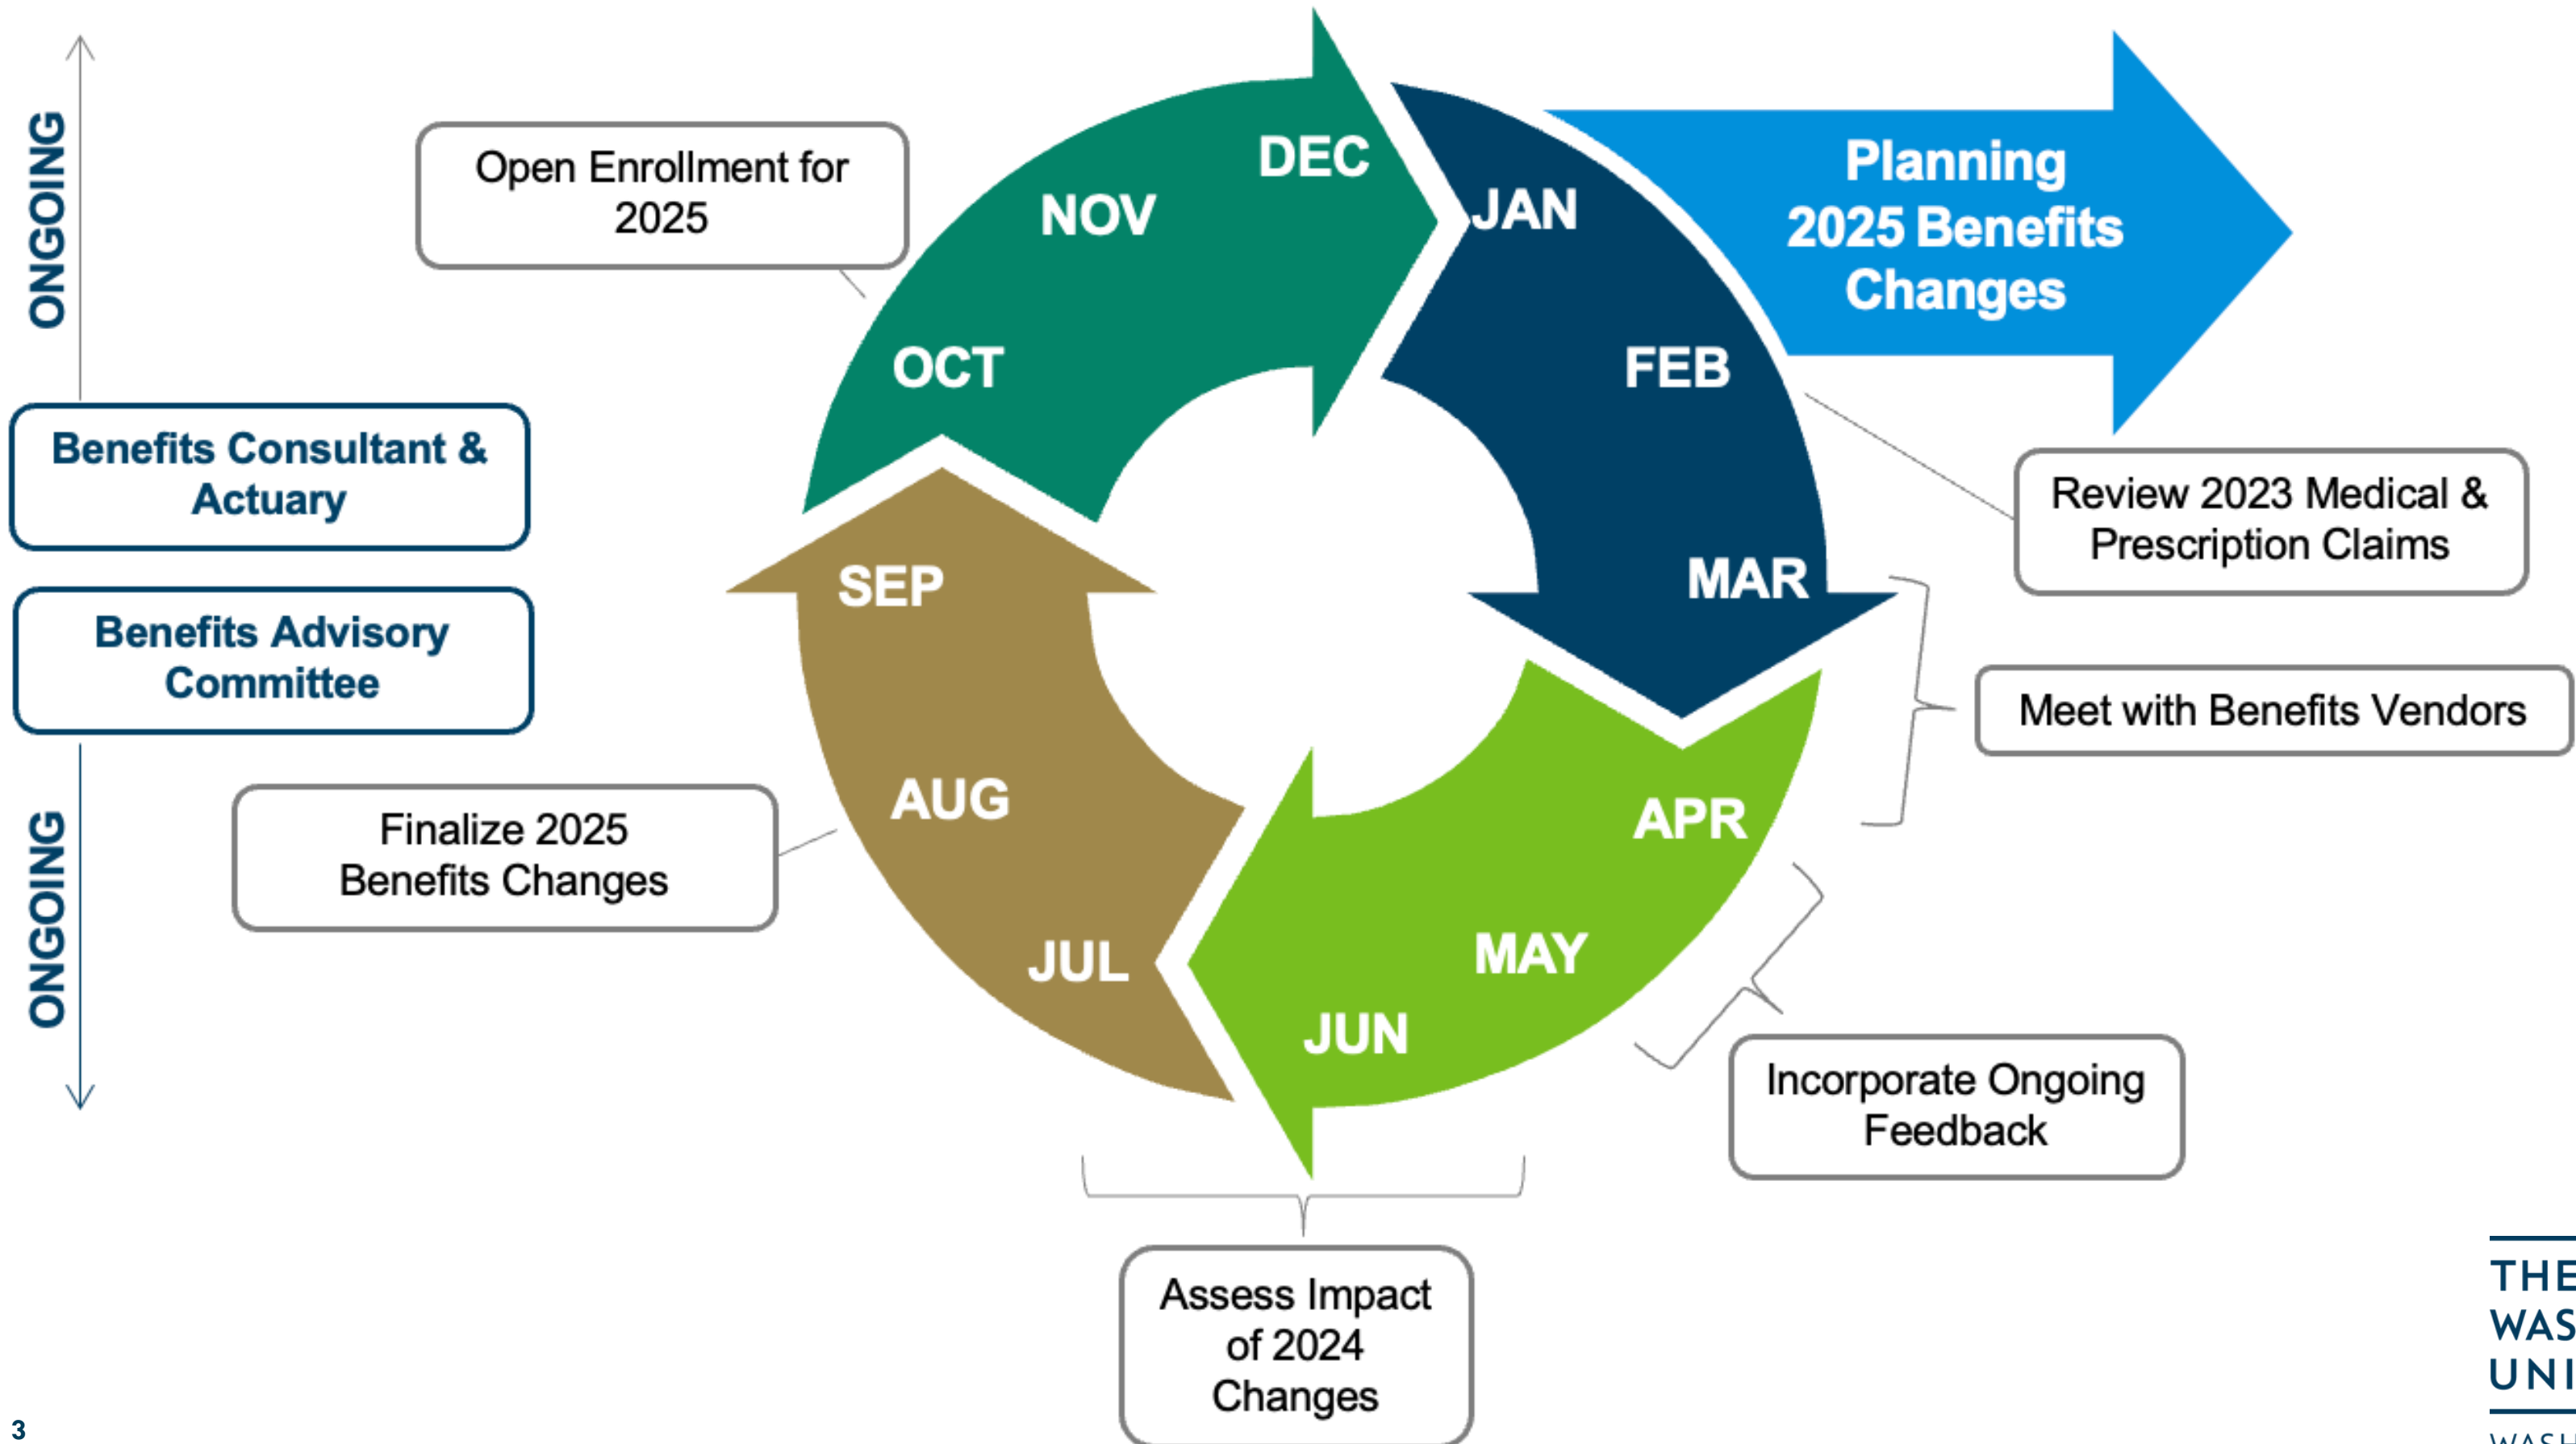 ONGOING
Benefits Consultant &
Actuary
Benefits Advisory
Committee
ONGOING
Open Enrollment for
2025
Finalize 2025
Benefits Changes
DEC
JAN
FEB
MAR
APR
MAY
JUN
JUL
AUG
SEP
OCT
NOV
Planning
2025 Benefits
Changes
Review 2023 Medical &
Prescription Claims
Meet with Benefits Vendors
Incorporate Ongoing
Feedback
Assess Impact
of 2024
Changes
THE
WAS
UNI
3